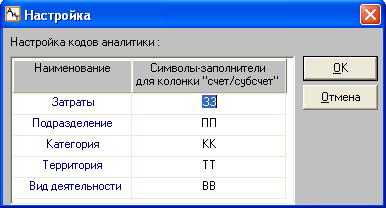 Настройка
Настройка кодов аналитики :
Наименование Символы-заполнители для колонки "счет/субсчет"
Затраты ЗЗ
Подразделение ПП
Категория КК
Территория ТТ
Вид деятельности ВВ
OK
Отмена